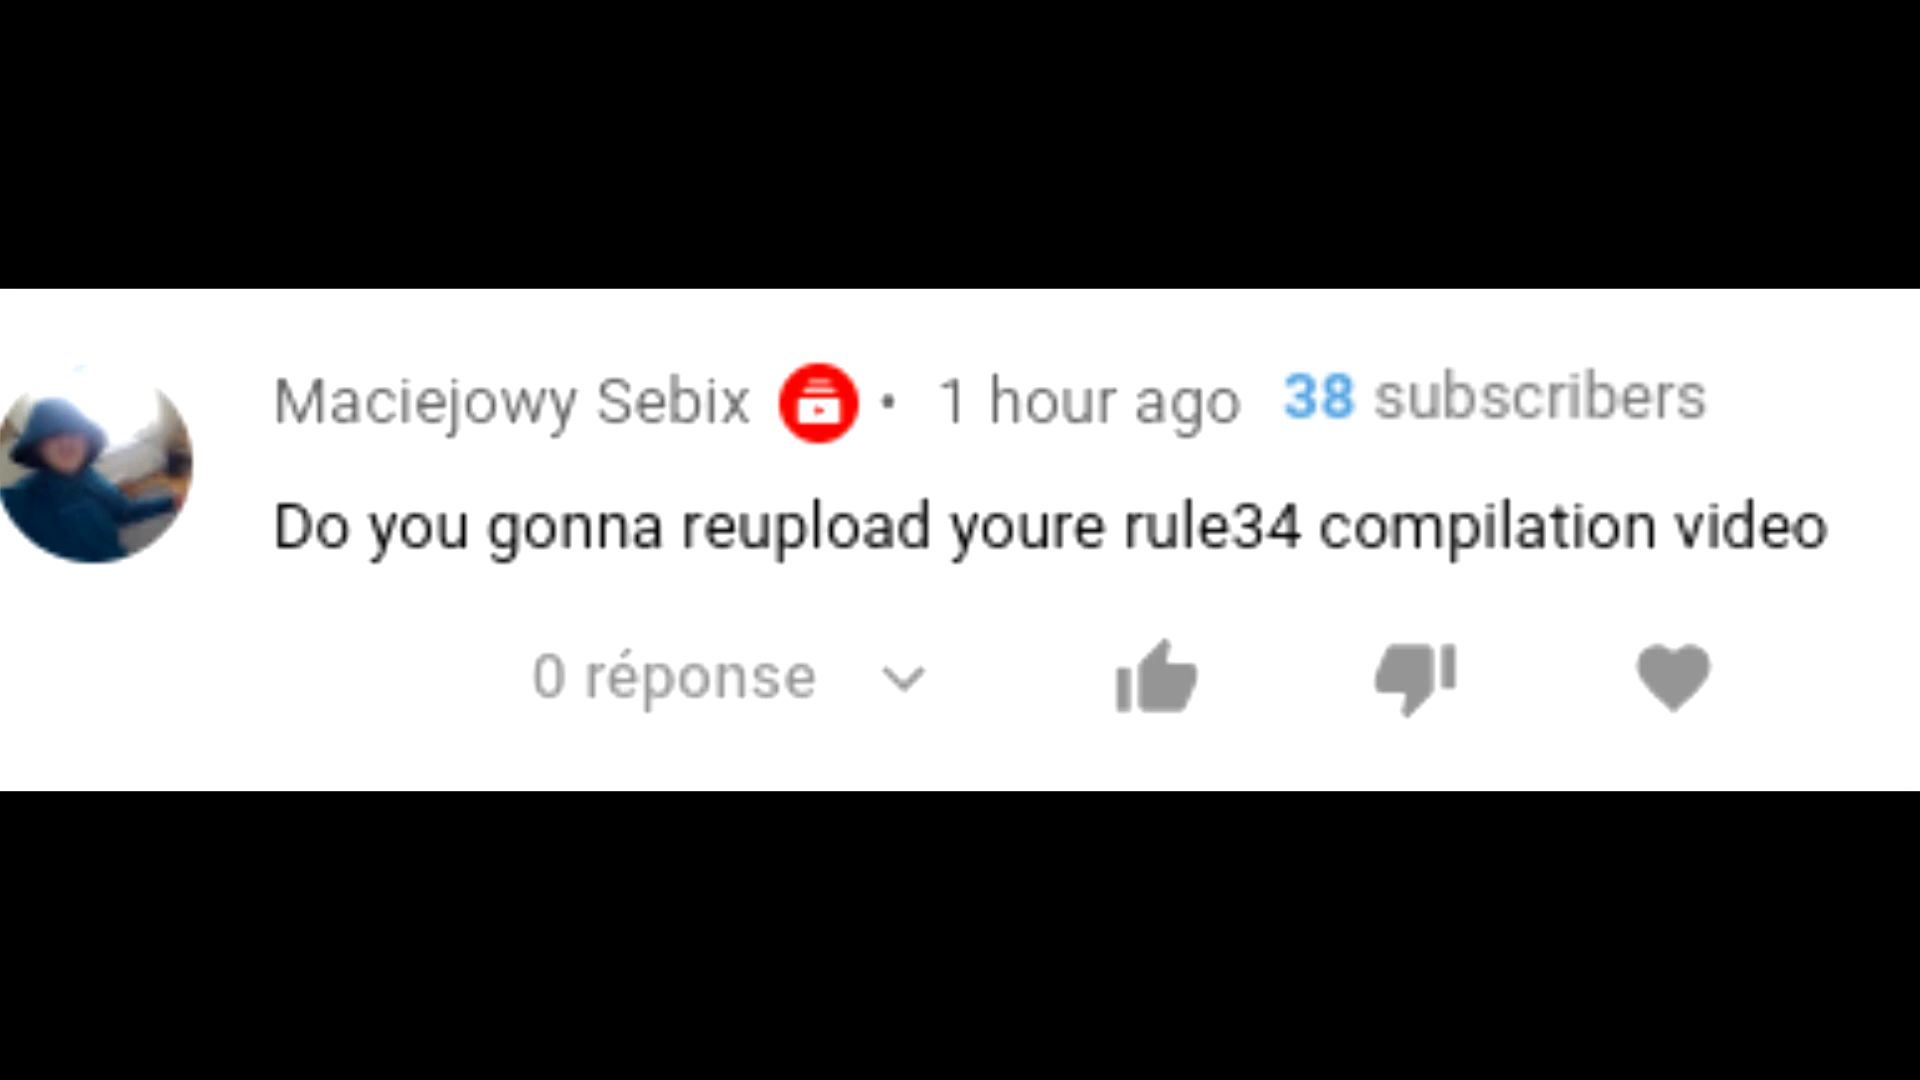 Maciejowy Sebix • 1 hour ago 38 subscribers
Do you gonna reupload youre rule34 compilation video
0 réponse